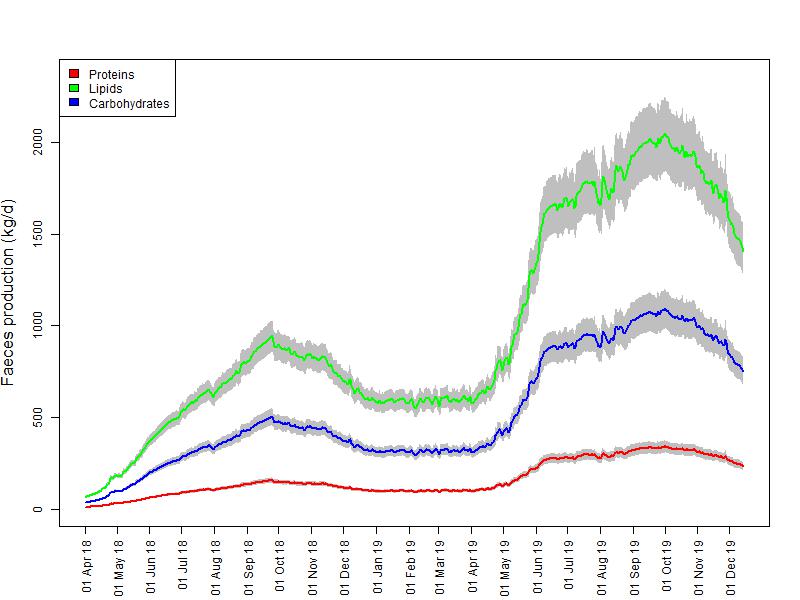 Proteins
Lipids
Carbohydrates
Faeces production (kg/d)
2000
1500
1000
500
0
01 Apr 18
01 May 18
01 Jun 18
01 Jul 18
01 Aug 18
01 Sep 18
01 Oct 18
01 Nov 18
01 Dec 18
01 Jan 19
01 Feb 19
01 Mar 19
01 Apr 19
01 May 19
01 Jun 19
01 Jul 19
01 Aug 19
01 Sep 19
01 Oct 19
01 Nov 19
01 Dec 19